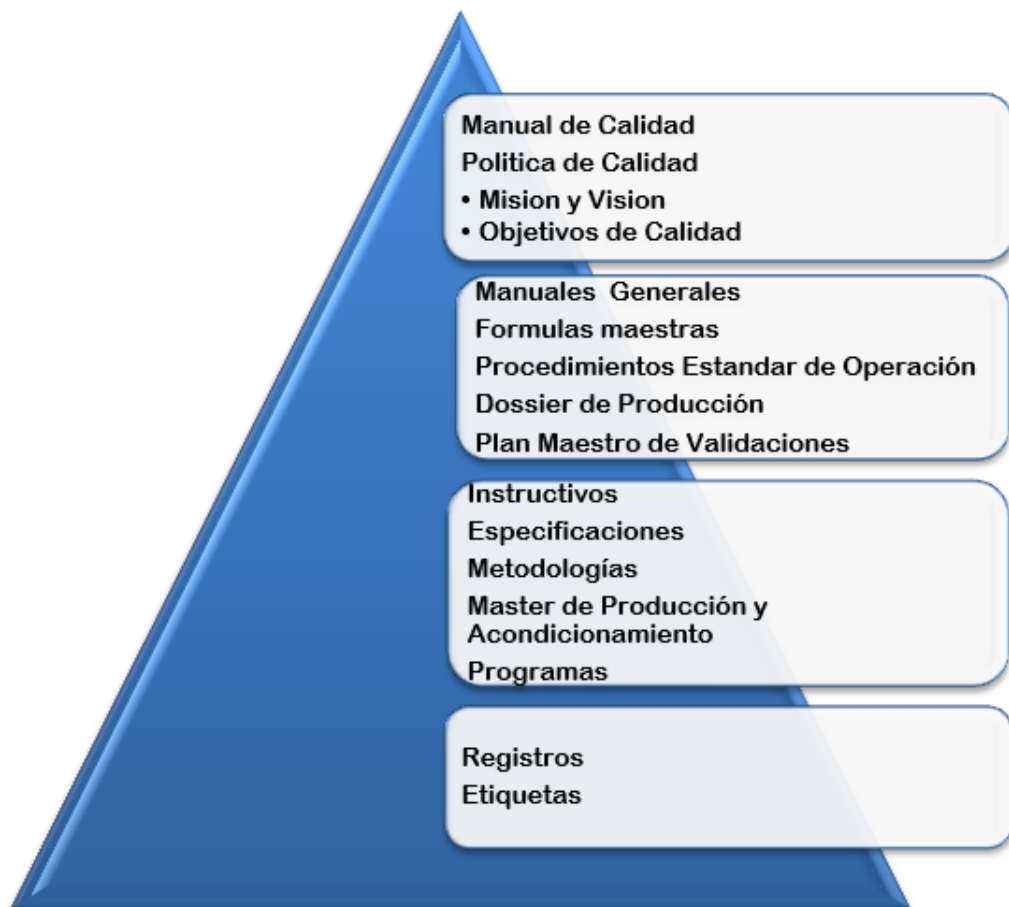 Manual de Calidad
Politica de Calidad
• Mision y Vision
• Objetivos de Calidad
Manuales Generales
Formulas maestras
Procedimientos Estandar de Operación
Dossier de Producción
Plan Maestro de Validaciones
Instructivos
Especificaciones
Metodologías
Master de Producción y
Acondicionamiento
Programas
Registros
Etiquetas